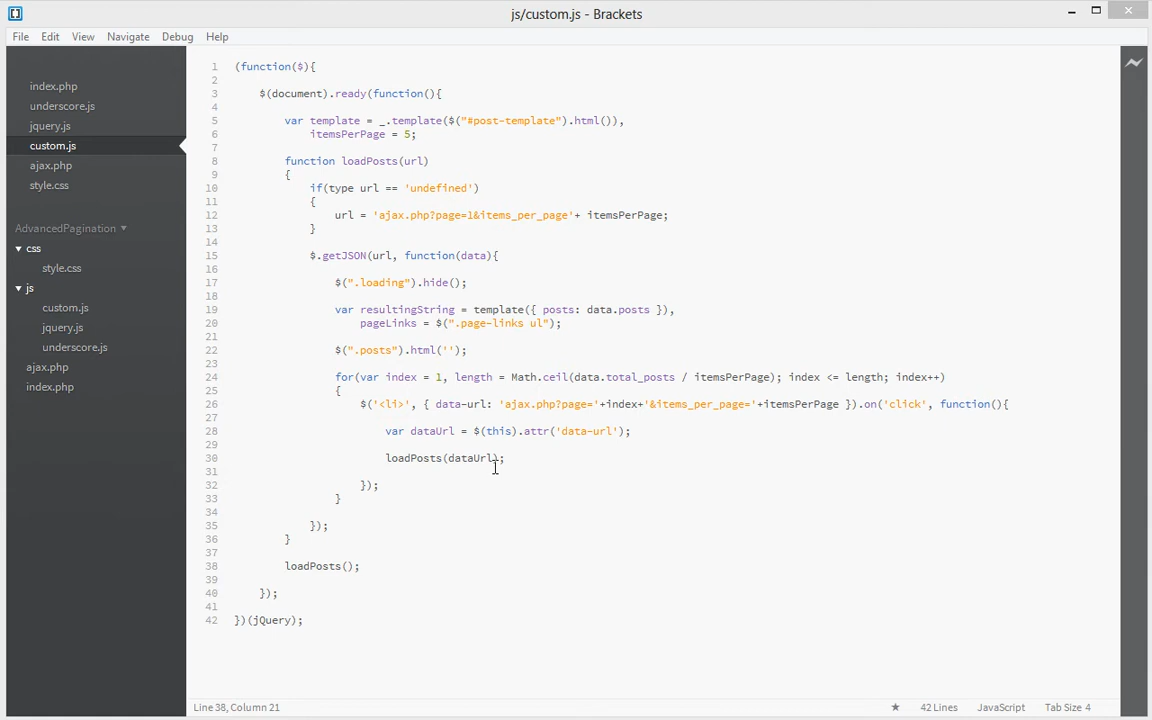 js/custom.js - Brackets
File Edit View Navigate Debug Help
index.php
underscore.js
jquery.js
custom.js
ajax.php
style.css
AdvancedPagination
css
style.css
js
custom.js
jquery.js
underscore.js
ajax.php
index.php
1 (function($){
2
3 $(document).ready(function(){
4
5 var template = _.template($("#post-template").html()),
6 itemsPerPage = 5;
7
8 function loadPosts(url)
9 {
10 if(type url == 'undefined')
11 {
12 url = 'ajax.php?page=1&items_per_page'+ itemsPerPage;
13 }
14
15 $.getJSON(url, function(data){
16
17 $(".loading").hide();
18
19 var resultingString = template({ posts: data.posts }),
20 pageLinks = $(".page-links ul");
21
22 $(".posts").html('');
23
24 for(var index = 1, length = Math.ceil(data.total_posts / itemsPerPage); index <= length; index++)
25 {
26 $('<li>', { data-url: 'ajax.php?page='+index+'&items_per_page='+itemsPerPage }).on('click', function(){
27
28 var dataUrl = $(this).attr('data-url');
29
30 loadPosts(dataUrl);
31
32 });
33 }
34
35 });
36 }
37
38 loadPosts();
39
40 });
41
42 })(jQuery);
Line 38, Column 21
42 Lines JavaScript Tab Size 4